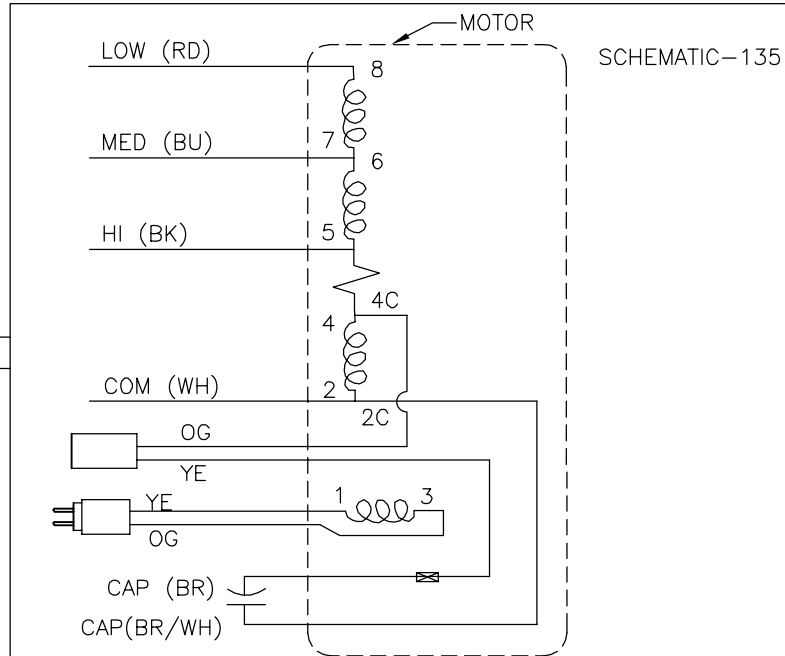 MOTOR
SCHEMATIC-135
LOW (RD)
8
7
MED (BU)
6
5
HI (BK)
4C
4
COM (WH)
2
2C
OG
YE
YE
1
3
OG
CAP (BR)
CAP(BR/WH)